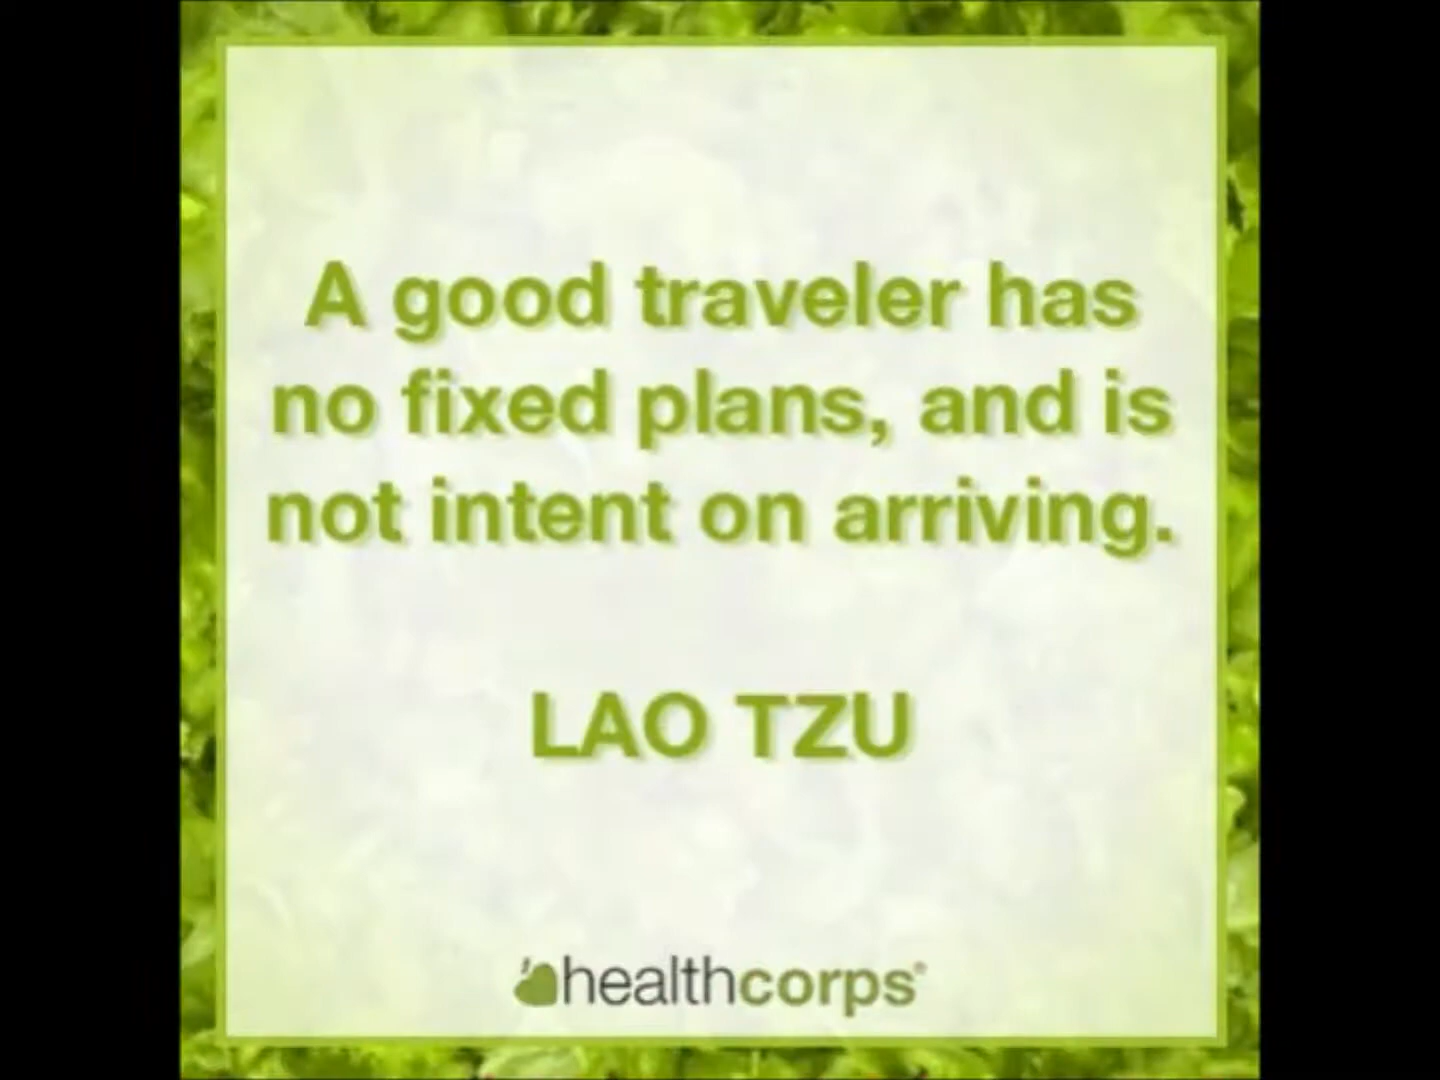 A good traveler has
no fixed plans, and is
not intent on arriving.
LAO TZU
healthcorps®